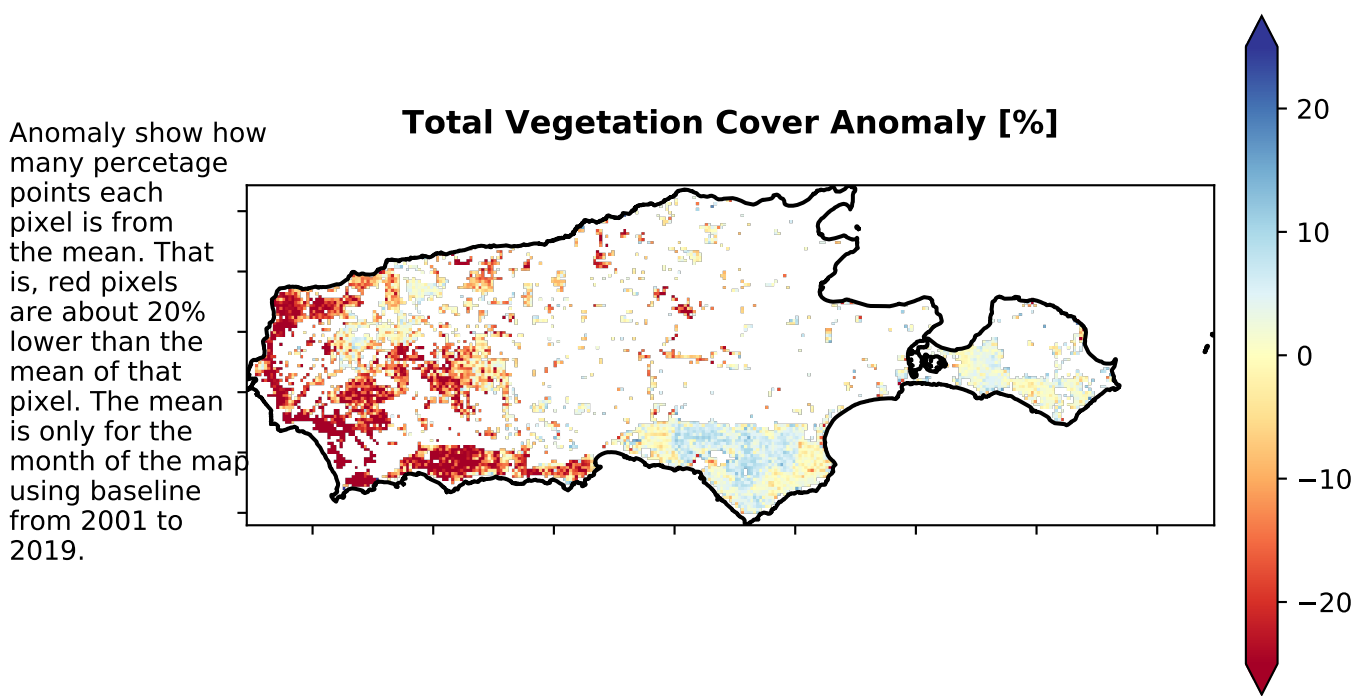 Total Vegetation Cover Anomaly [%]
Anomaly show how
many percetage
points each
pixel is from
the mean. That
is, red pixels
are about 20%
lower than the
mean of that
pixel. The mean
is only for the
month of the map
using baseline
from 2001 to
2019.
20
10
0
−10
−20